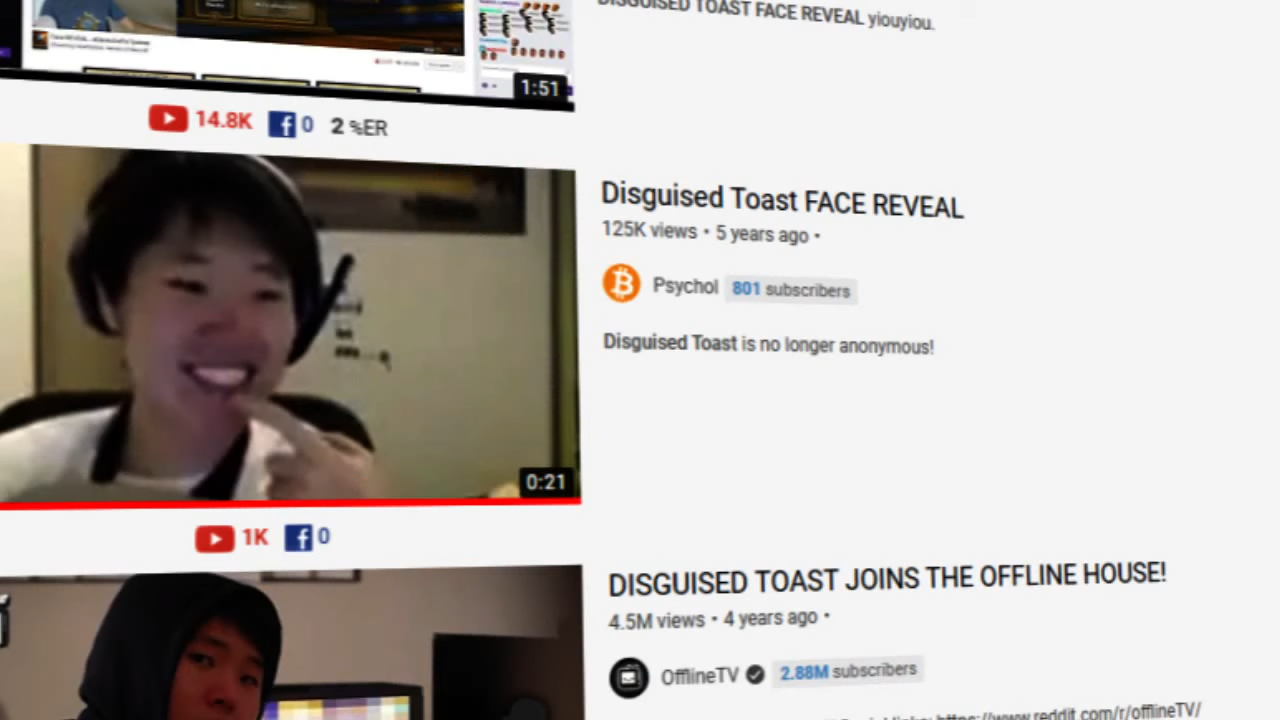 DISGUISED TOAST FACE REVEAL yiouyiou.
1:51
14.8K 0 2 %ER
Disguised Toast FACE REVEAL
125K views • 5 years ago •
Psychol 801 subscribers
Disguised Toast is no longer anonymous!
0:21
1K 0
DISGUISED TOAST JOINS THE OFFLINE HOUSE!
4.5M views • 4 years ago •
OfflineTV 2.88M subscribers
https://www.reddit.com/r/offlineTV/